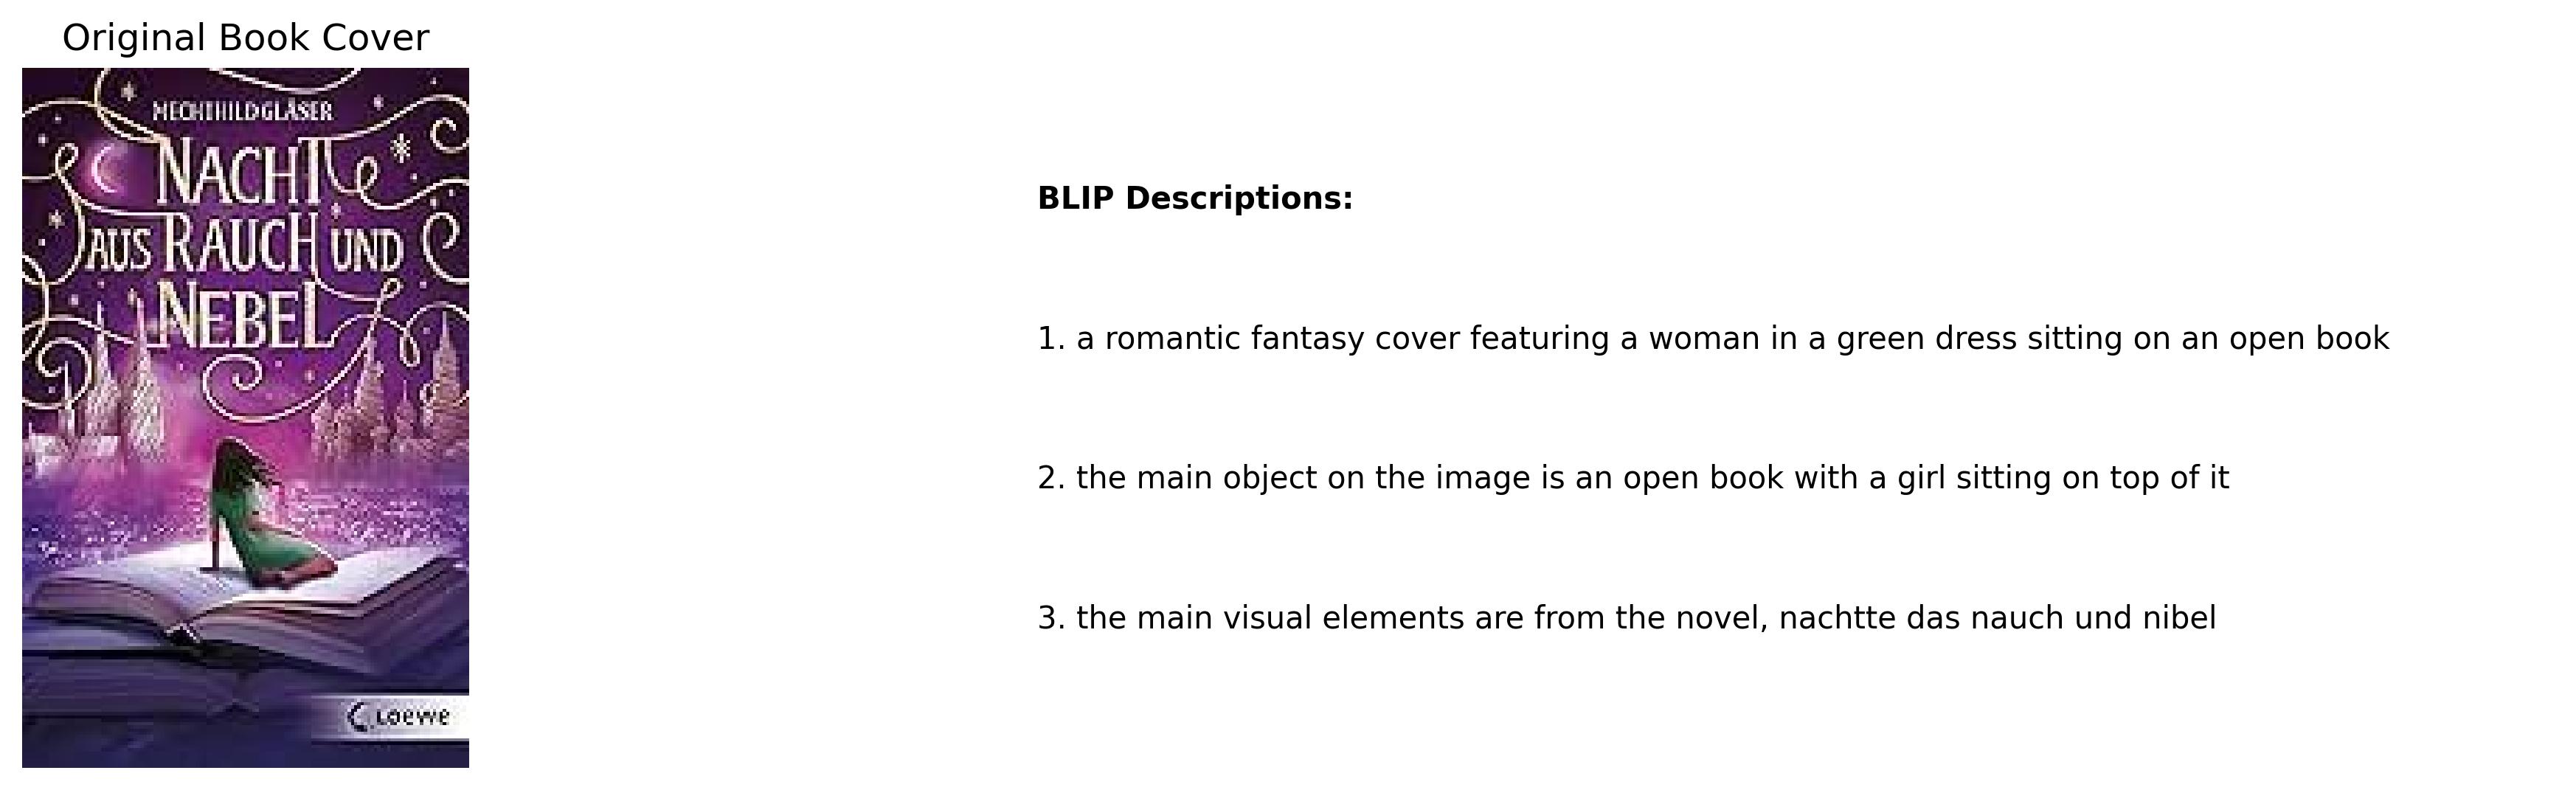 Original Book Cover
MECHTHILD GLÄSER
NACHT
AUS RAUCH UND
NEBEL
Loewe
BLIP Descriptions:
1. a romantic fantasy cover featuring a woman in a green dress sitting on an open book
2. the main object on the image is an open book with a girl sitting on top of it
3. the main visual elements are from the novel, nachtte das nauch und nibel